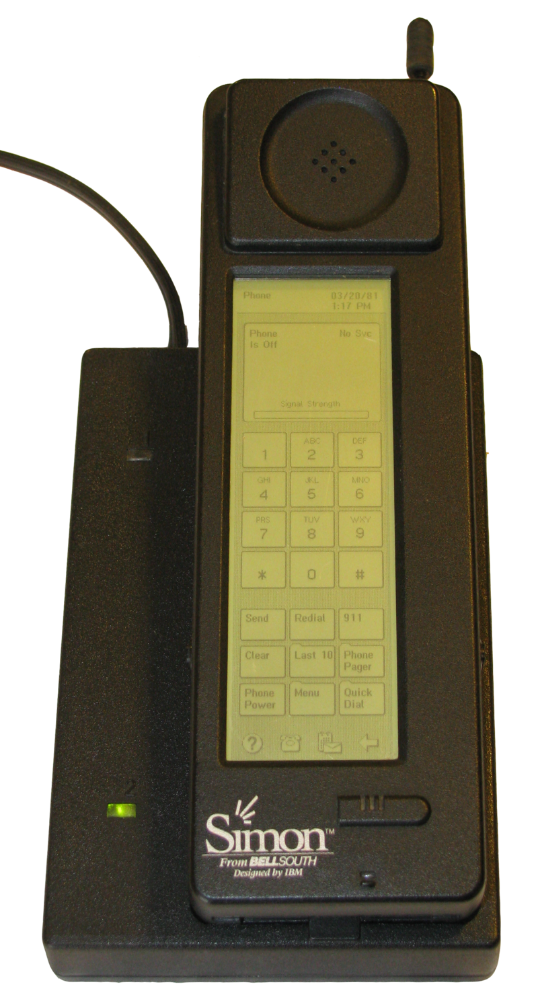 Phone 03/20/81
1:17 PM
Phone No Svc
Is Off
Signal Strength
1 ABC 2 DEF 3
GHI 4 JKL 5 MNO 6
PRS 7 TUV 8 WXY 9
* 0 #
Send Redial 911
Clear Last 10 Phone Pager
Phone Power Menu Quick Dial
?
2
Simon™
From BELLSOUTH
Designed by IBM